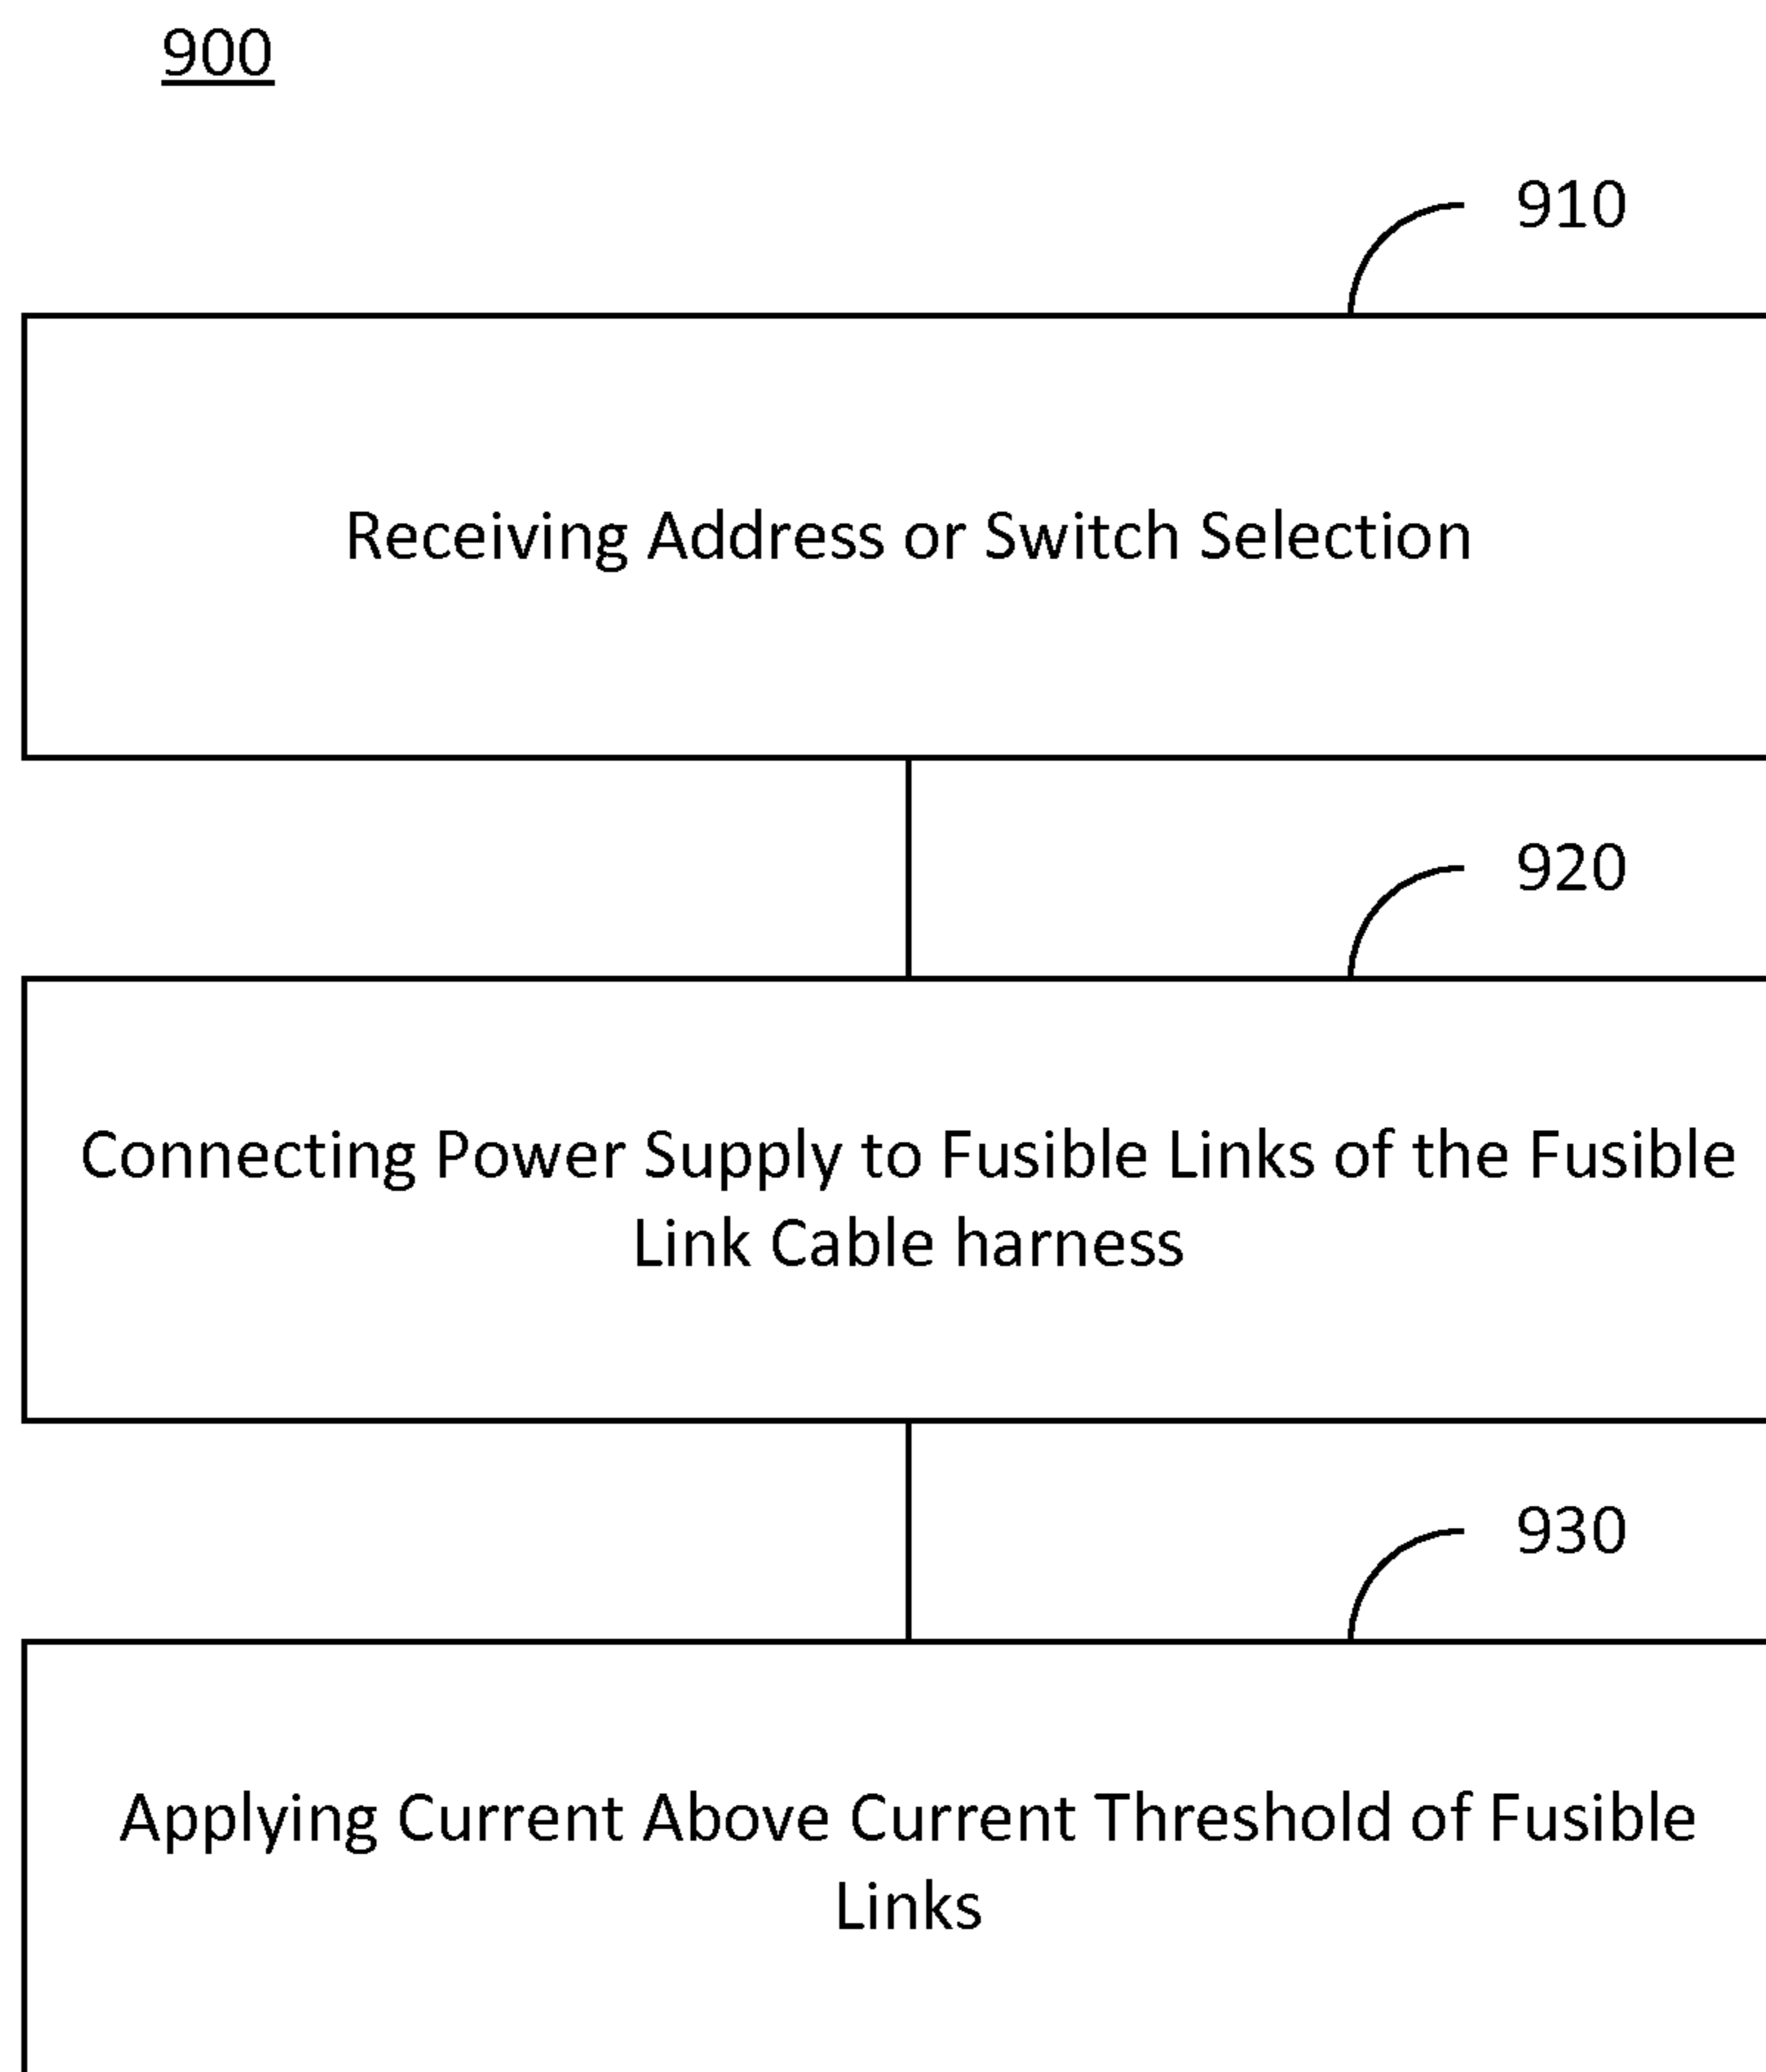 900
910
Receiving Address or Switch Selection
920
Connecting Power Supply to Fusible Links of the Fusible
Link Cable harness
930
Applying Current Above Current Threshold of Fusible
Links